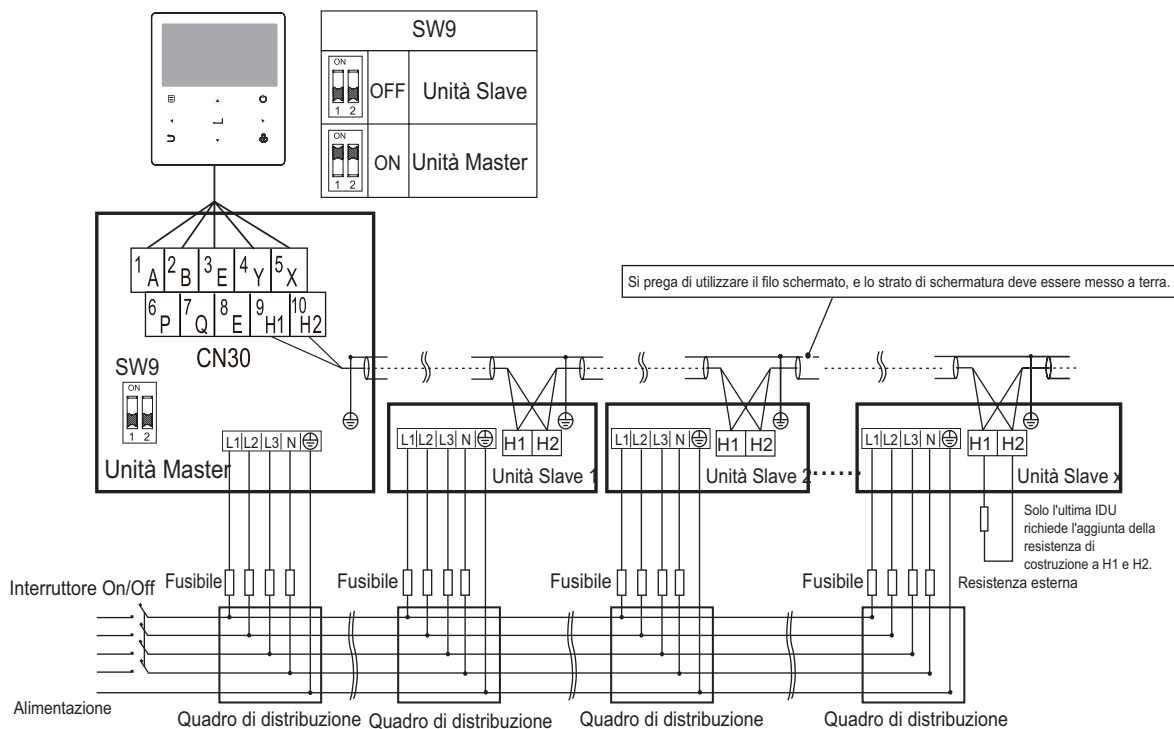 SW9
ON
1 2
OFF
Unità Slave
ON
1 2
ON
Unità Master
1 A
2 B
3 E
4 Y
5 X
6 P
7 Q
8 E
9 H1
10 H2
CN30
SW9
ON
1 2
Unità Master
L1 L2 L3 N
Si prega di utilizzare il filo schermato, e lo strato di schermatura deve essere messo a terra.
L1 L2 L3 N
H1 H2
Unità Slave 1
L1 L2 L3 N
H1 H2
Unità Slave 2
L1 L2 L3 N
H1 H2
Unità Slave x
Solo l'ultima IDU
richiede l'aggiunta della
resistenza di
costruzione a H1 e H2.
Resistenza esterna
Interruttore On/Off
Fusibile
Fusibile
Fusibile
Fusibile
Alimentazione
Quadro di distribuzione
Quadro di distribuzione
Quadro di distribuzione
Quadro di distribuzione